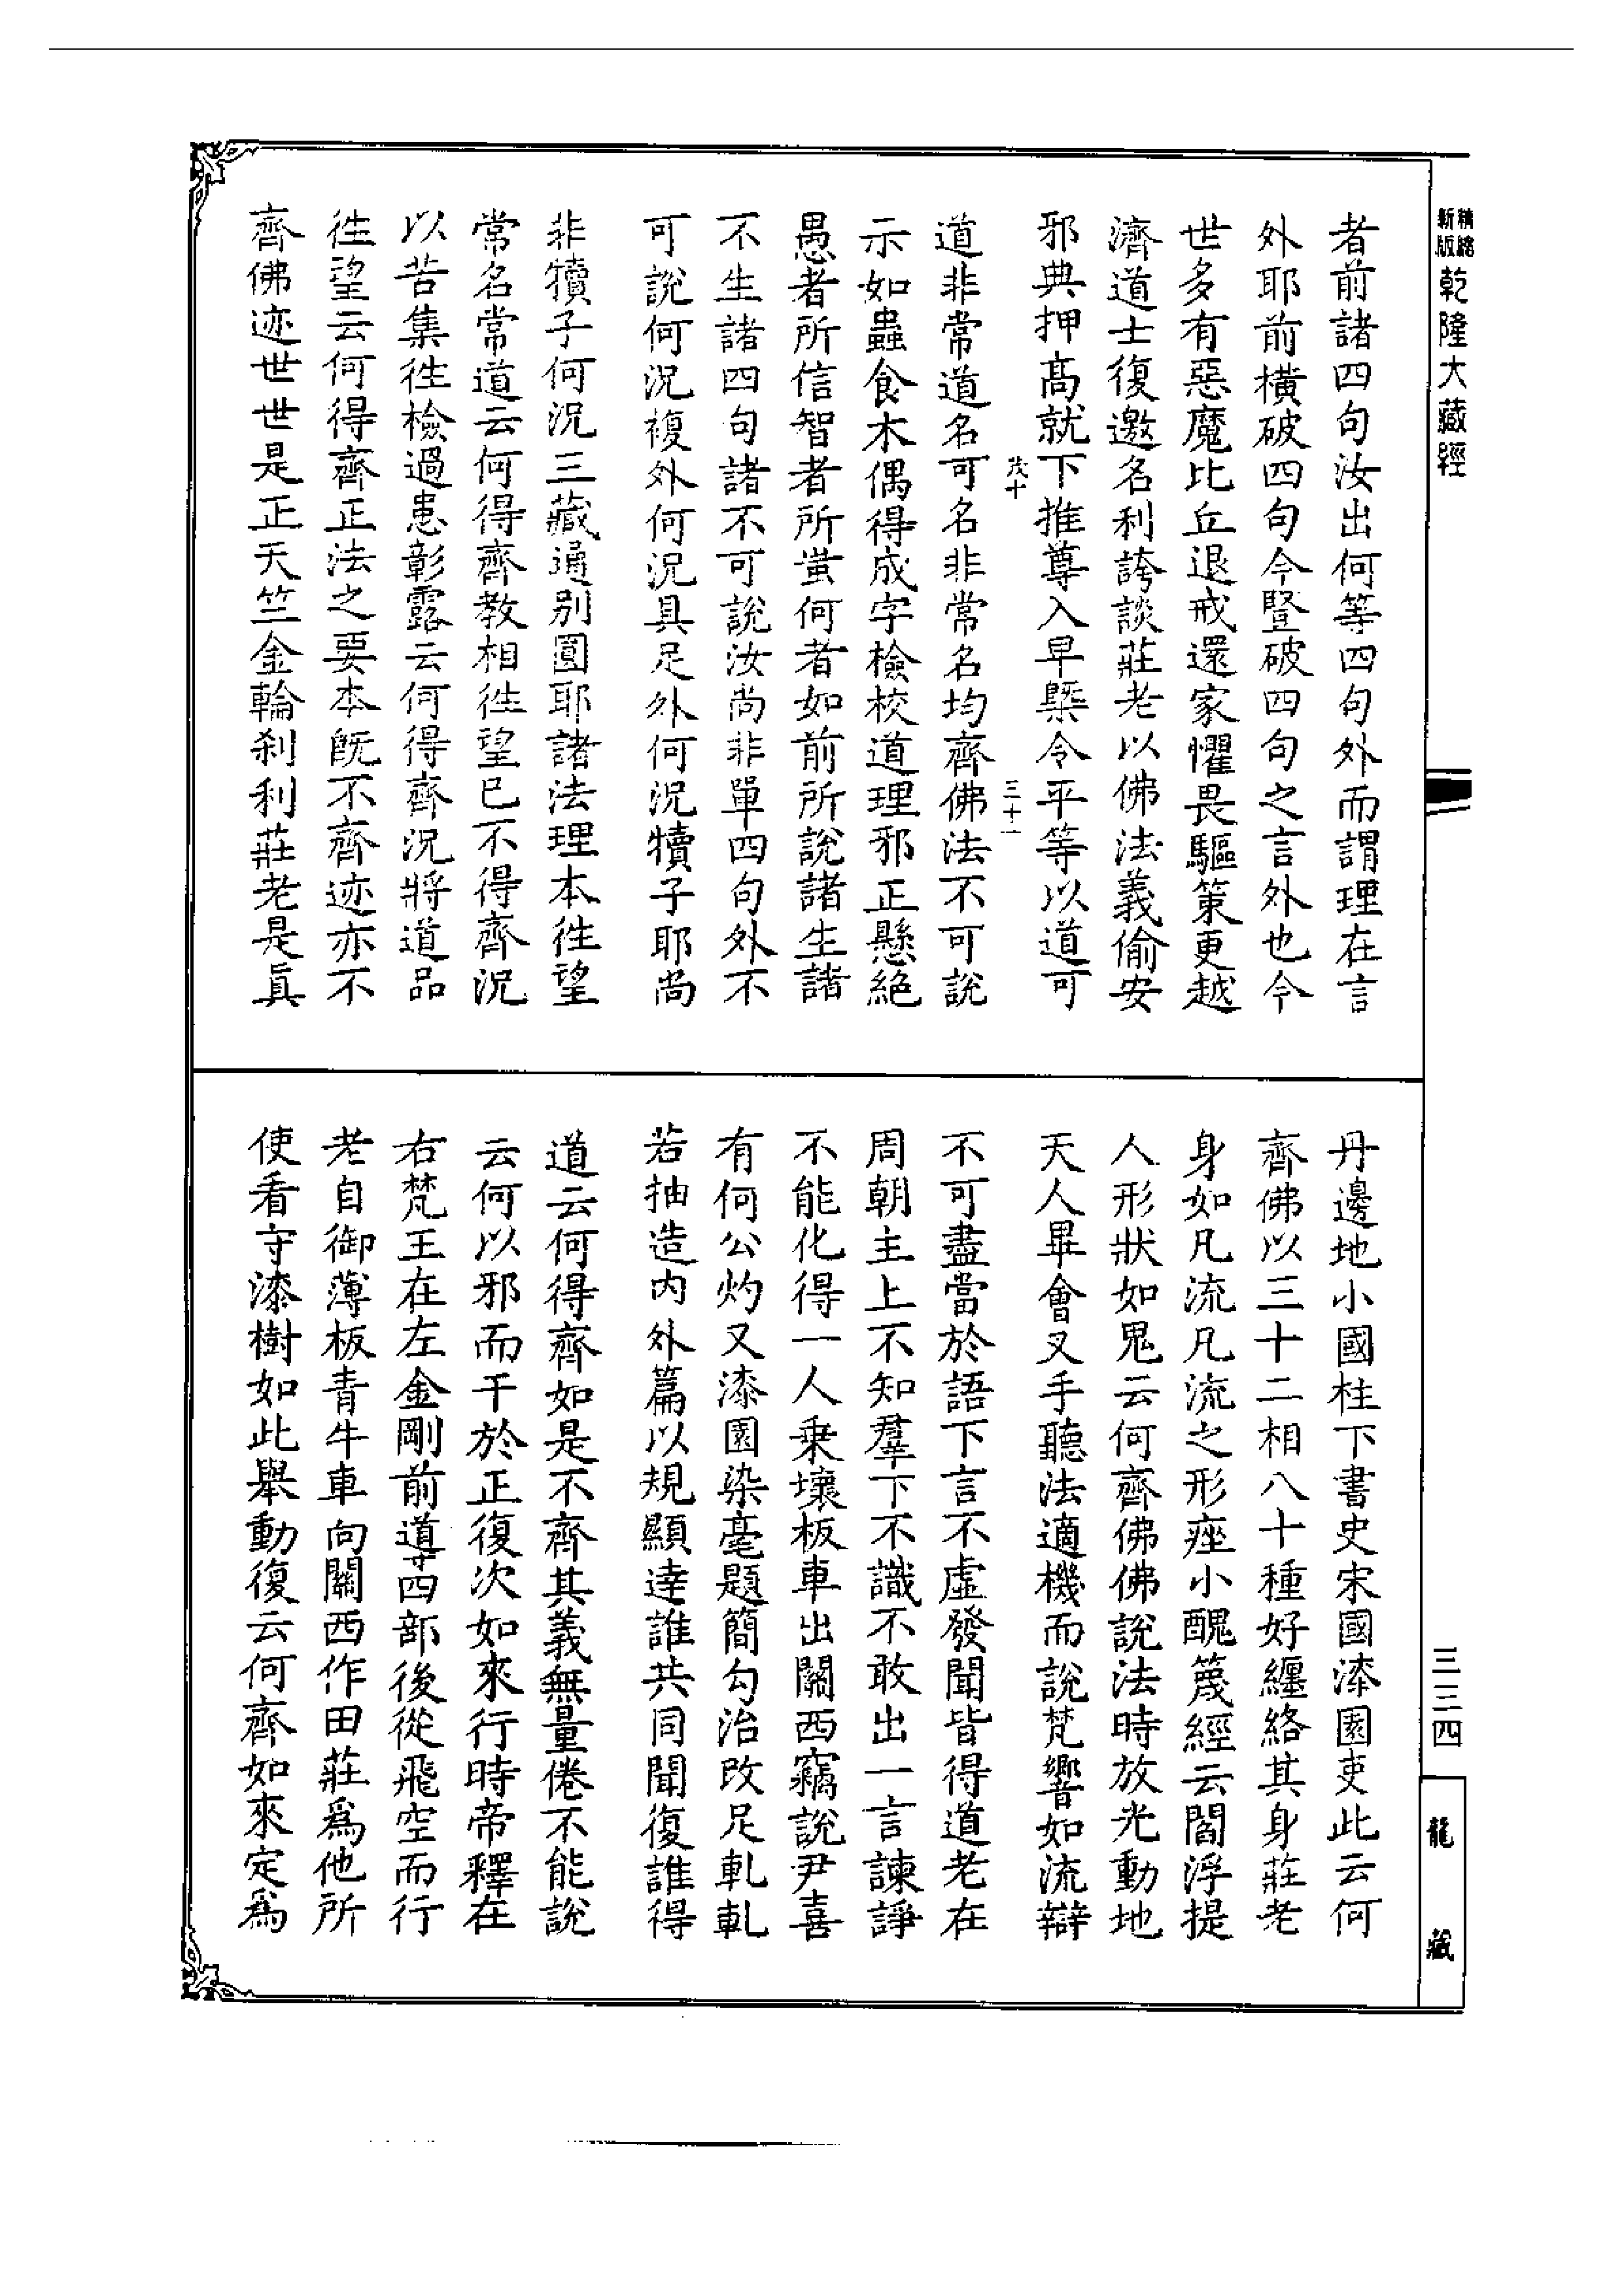 精縮
新版
乾隆大藏經
者前諸四句汝出何等四句外而謂理在言
外耶前橫破四句今豎破四句之言外也今
世多有惡魔比丘退戒還家懼畏驅策更越
濟道士復邀名利誇談莊老以佛法義偷安
邪典押高就下推尊入卑槩令平等以道可
茂十
三十一
道非常道名可名非常名均齊佛法不可說
示如蟲食木偶得成字檢校道理邪正懸絕
愚者所信智者所蚩何者如前所說諸生諸
不生諸四句諸不可說汝尚非單四句外不
可說何況複外何況具足外何況犢子耶尚
非犢子何況三藏通別圓耶諸法理本徃望
常名常道云何得齊教相徃望已不得齊況
以苦集徃檢過患彰露云何得齊況將道品
徃望云何得齊正法之要本旣不齊迹亦不
齊佛迹世世是正天竺金輪刹利莊老是眞
丹邊地小國柱下書史宋國漆園吏此云何
齊佛以三十二相八十種好纏絡其身莊老
身如凡流凡流之形痤小醜篾經云閻浮提
人形狀如鬼云何齊佛佛說法時放光動地
天人畢會叉手聽法適機而說梵響如流辯
不可盡當於語下言不虛發聞皆得道老在
周朝主上不知羣下不識不敢出一言諫諍
不能化得一人乗壞板車出關西竊說尹喜
有何公灼又漆園染毫題簡勾治改足軋軋
若抽造内外篇以規顯達誰共同聞復誰得
道云何得齊如是不齊其義無量倦不能說
云何以邪而干於正復次如來行時帝釋在
右梵王在左金剛前道四部後從飛空而行
老自御薄板青牛車向關西作田莊爲他所
使看守漆樹如此舉動復云何齊如來定爲
三三四
龍藏